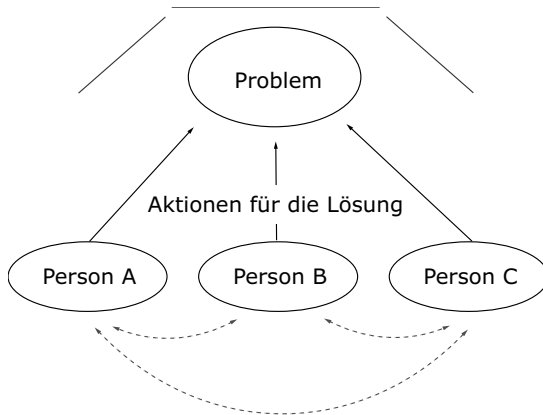 Problem
Aktionen für die Lösung
Person A
Person B
Person C